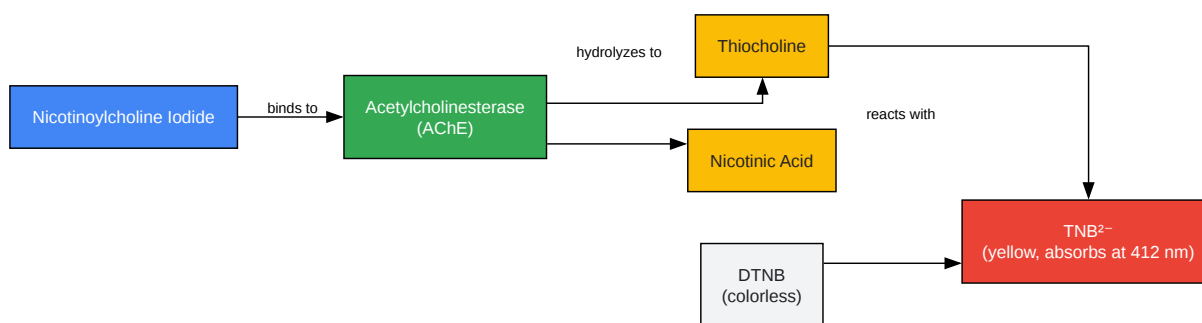 Nicotinoylcholine Iodide
binds to
Acetylcholinesterase
(AChE)
hydrolyzes to
Thiocholine
Nicotinic Acid
reacts with
DTNB
(colorless)
TNB²⁻
(yellow, absorbs at 412 nm)